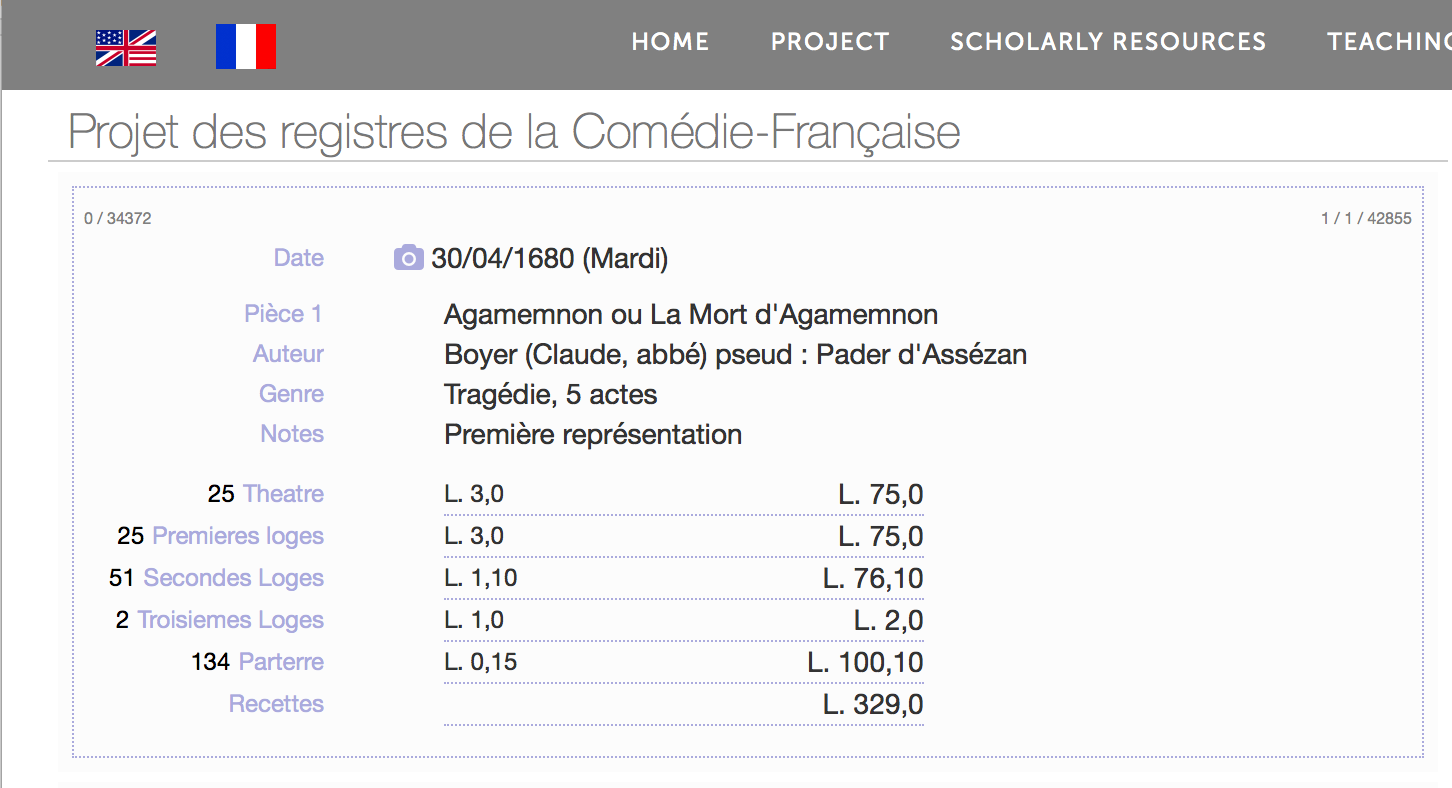 HOME PROJECT SCHOLARLY RESOURCES TEACHING
Projet des registres de la Comédie-Française
0 / 34372 1 / 1 / 42855
Date 30/04/1680 (Mardi)
Pièce 1 Agamemnon ou La Mort d'Agamemnon
Auteur Boyer (Claude, abbé) pseud : Pader d'Assézan
Genre Tragédie, 5 actes
Notes Première représentation
25 Theatre L. 3,0 L. 75,0
25 Premieres loges L. 3,0 L. 75,0
51 Secondes Loges L. 1,10 L. 76,10
2 Troisiemes Loges L. 1,0 L. 2,0
134 Parterre L. 0,15 L. 100,10
Recettes L. 329,0